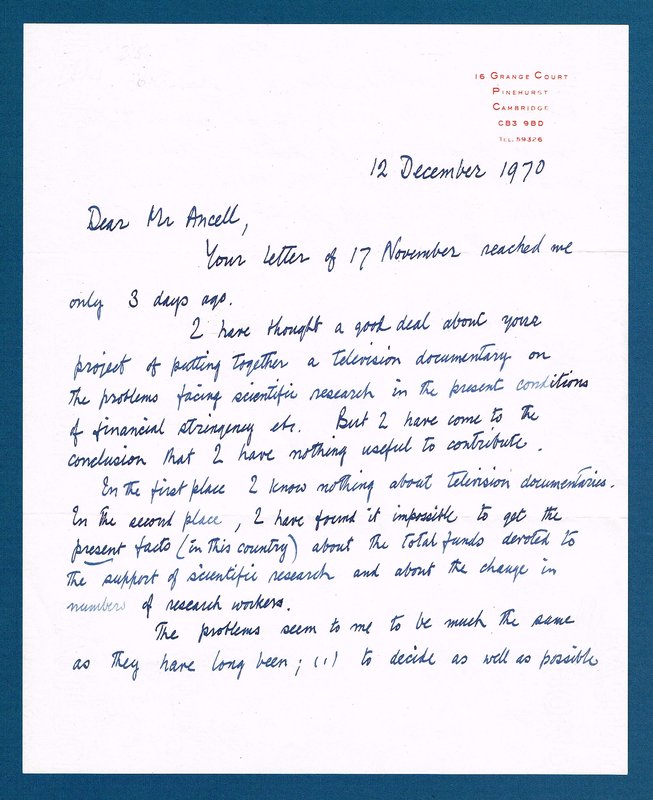 16 GRANGE COURT
PINEHURST
CAMBRIDGE
CB3 9BD
TEL. 59326
12 December 1970
Dear Mr Ancell,
Your letter of 17 November reached me
only 3 days ago.
I have thought a good deal about your
project of putting together a television documentary on
the problems facing scientific research in the present conditions
of financial stringency etc. But I have come to the
conclusion that I have nothing useful to contribute.
In the first place I know nothing about television documentaries.
In the second place, I have found it impossible to get the
present facts (in this country) about the total funds devoted to
the support of scientific research and about the change in
numbers of research workers.
The problems seem to me to be much the same
as they have long been; (1) to decide as well as possible